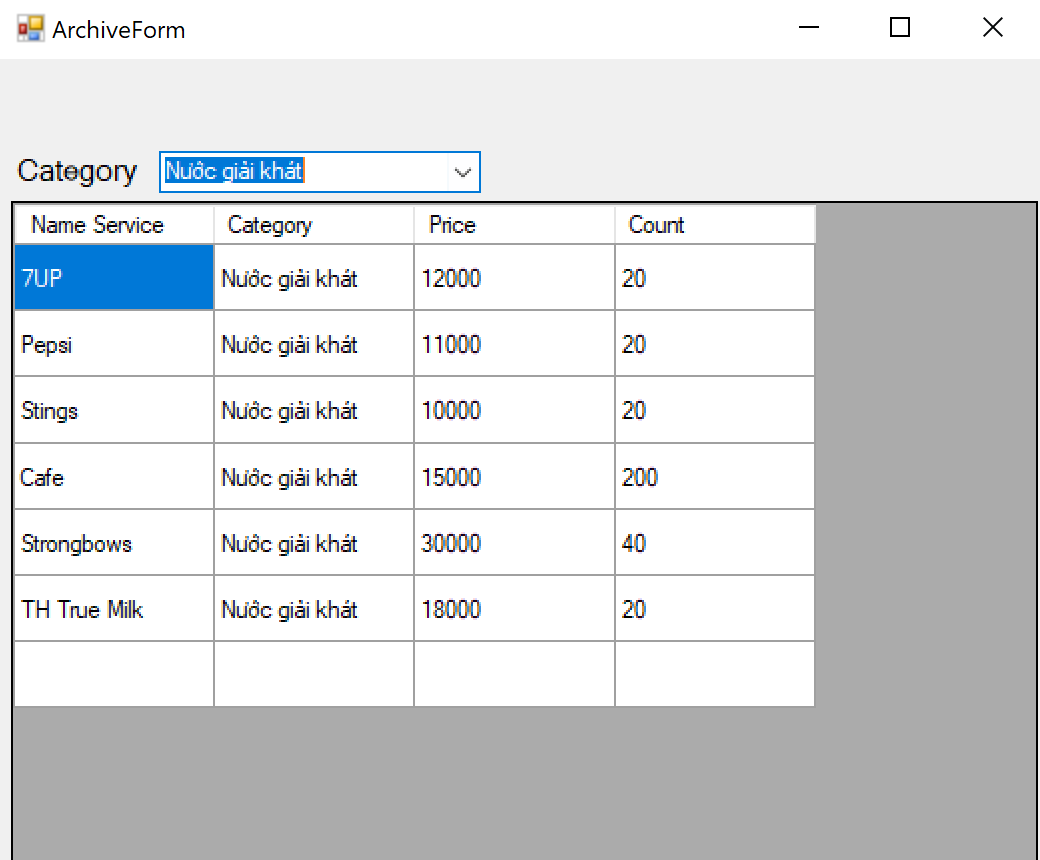 ArchiveForm
Category Nước giải khát
Name Service Category Price Count
7UP Nước giải khát 12000 20
Pepsi Nước giải khát 11000 20
Stings Nước giải khát 10000 20
Cafe Nước giải khát 15000 200
Strongbows Nước giải khát 30000 40
TH True Milk Nước giải khát 18000 20